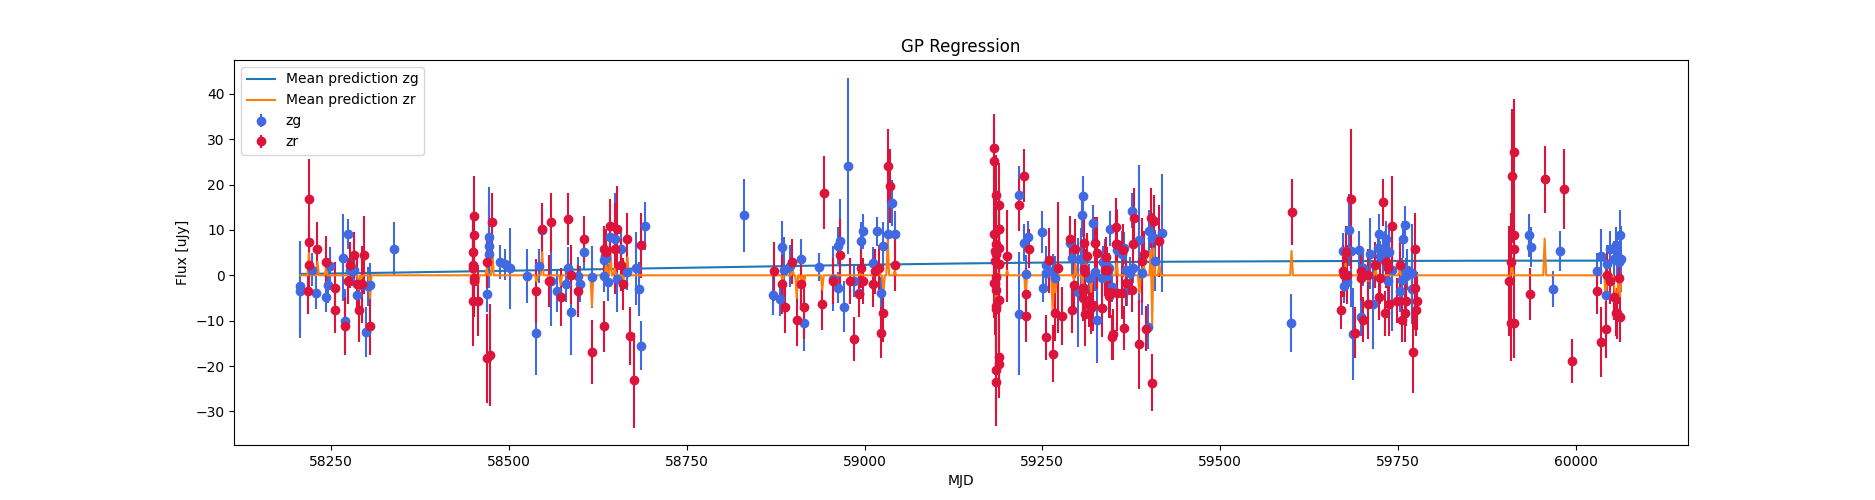 GP Regression
Mean prediction zg
Mean prediction zr
zg
zr
Flux [uJy]
40
30
20
10
0
−10
−20
−30
58250
58500
58750
59000
59250
59500
59750
60000
MJD